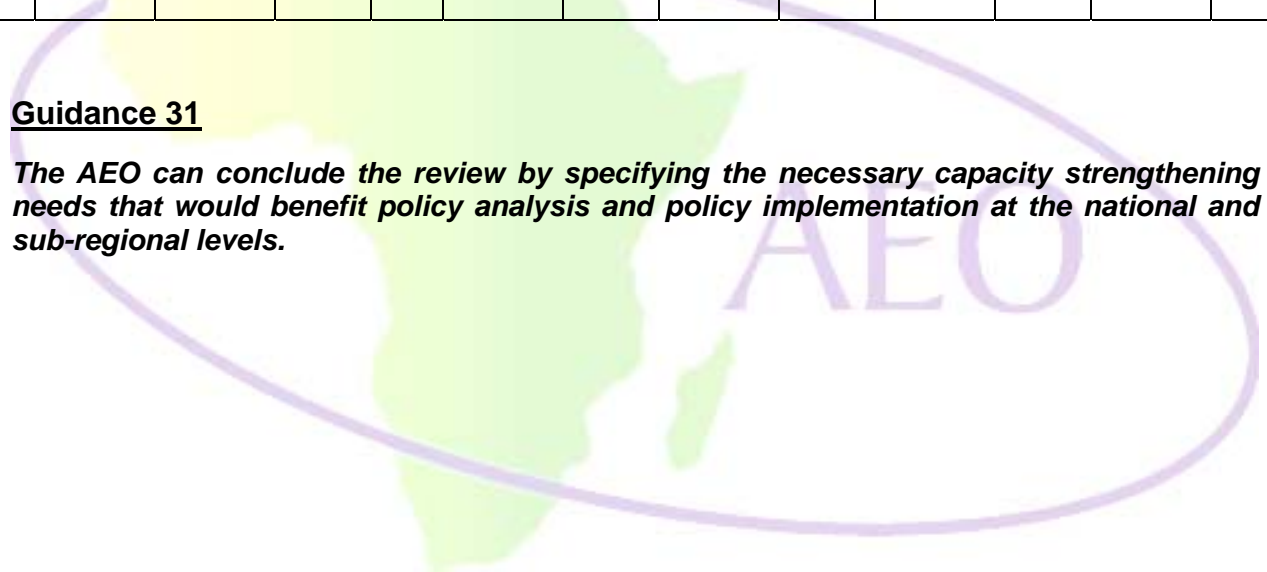 Guidance 31
The AEO can conclude the review by specifying the necessary capacity strengthening
needs that would benefit policy analysis and policy implementation at the national and
sub-regional levels.
AEO